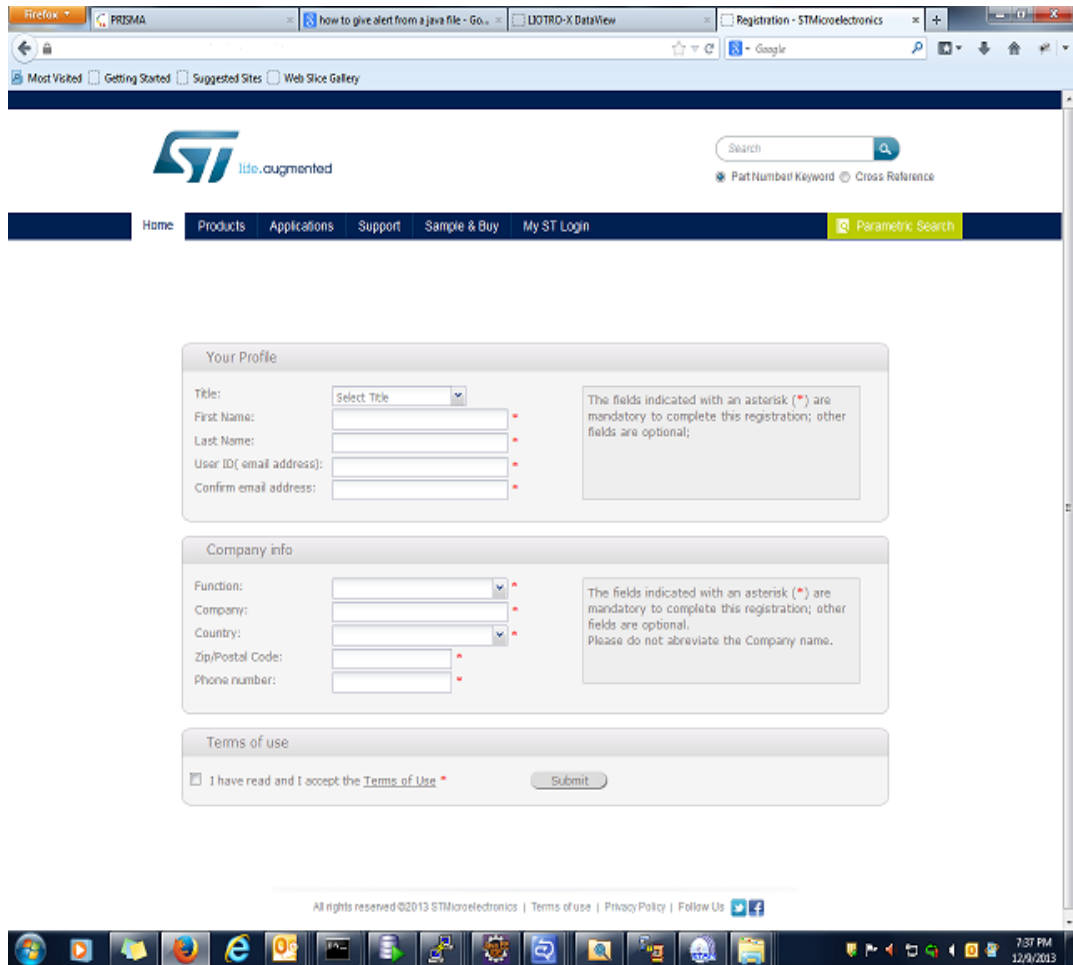 Firefox
PRISMA
how to give alert from a java file - Go...
LIOTRO-X DataView
Registration - STMicroelectronics
Google
Most Visited
Getting Started
Suggested Sites
Web Slice Gallery
ST life.augmented
Search
Part Number/ Keyword
Cross Reference
Home
Products
Applications
Support
Sample & Buy
My ST Login
Parametric Search
Your Profile
Title:
Select Title
First Name:
*
Last Name:
*
User ID( email address):
*
Confirm email address:
*
The fields indicated with an asterisk (*) are
mandatory to complete this registration; other
fields are optional;
Company info
Function:
*
Company:
*
Country:
*
Zip/Postal Code:
*
Phone number:
*
The fields indicated with an asterisk (*) are
mandatory to complete this registration; other
fields are optional.
Please do not abreviate the Company name.
Terms of use
I have read and I accept the Terms of Use *
Submit
All rights reserved ©2013 STMicroelectronics | Terms of use | Privacy Policy | Follow Us
7:37 PM
12/9/2013